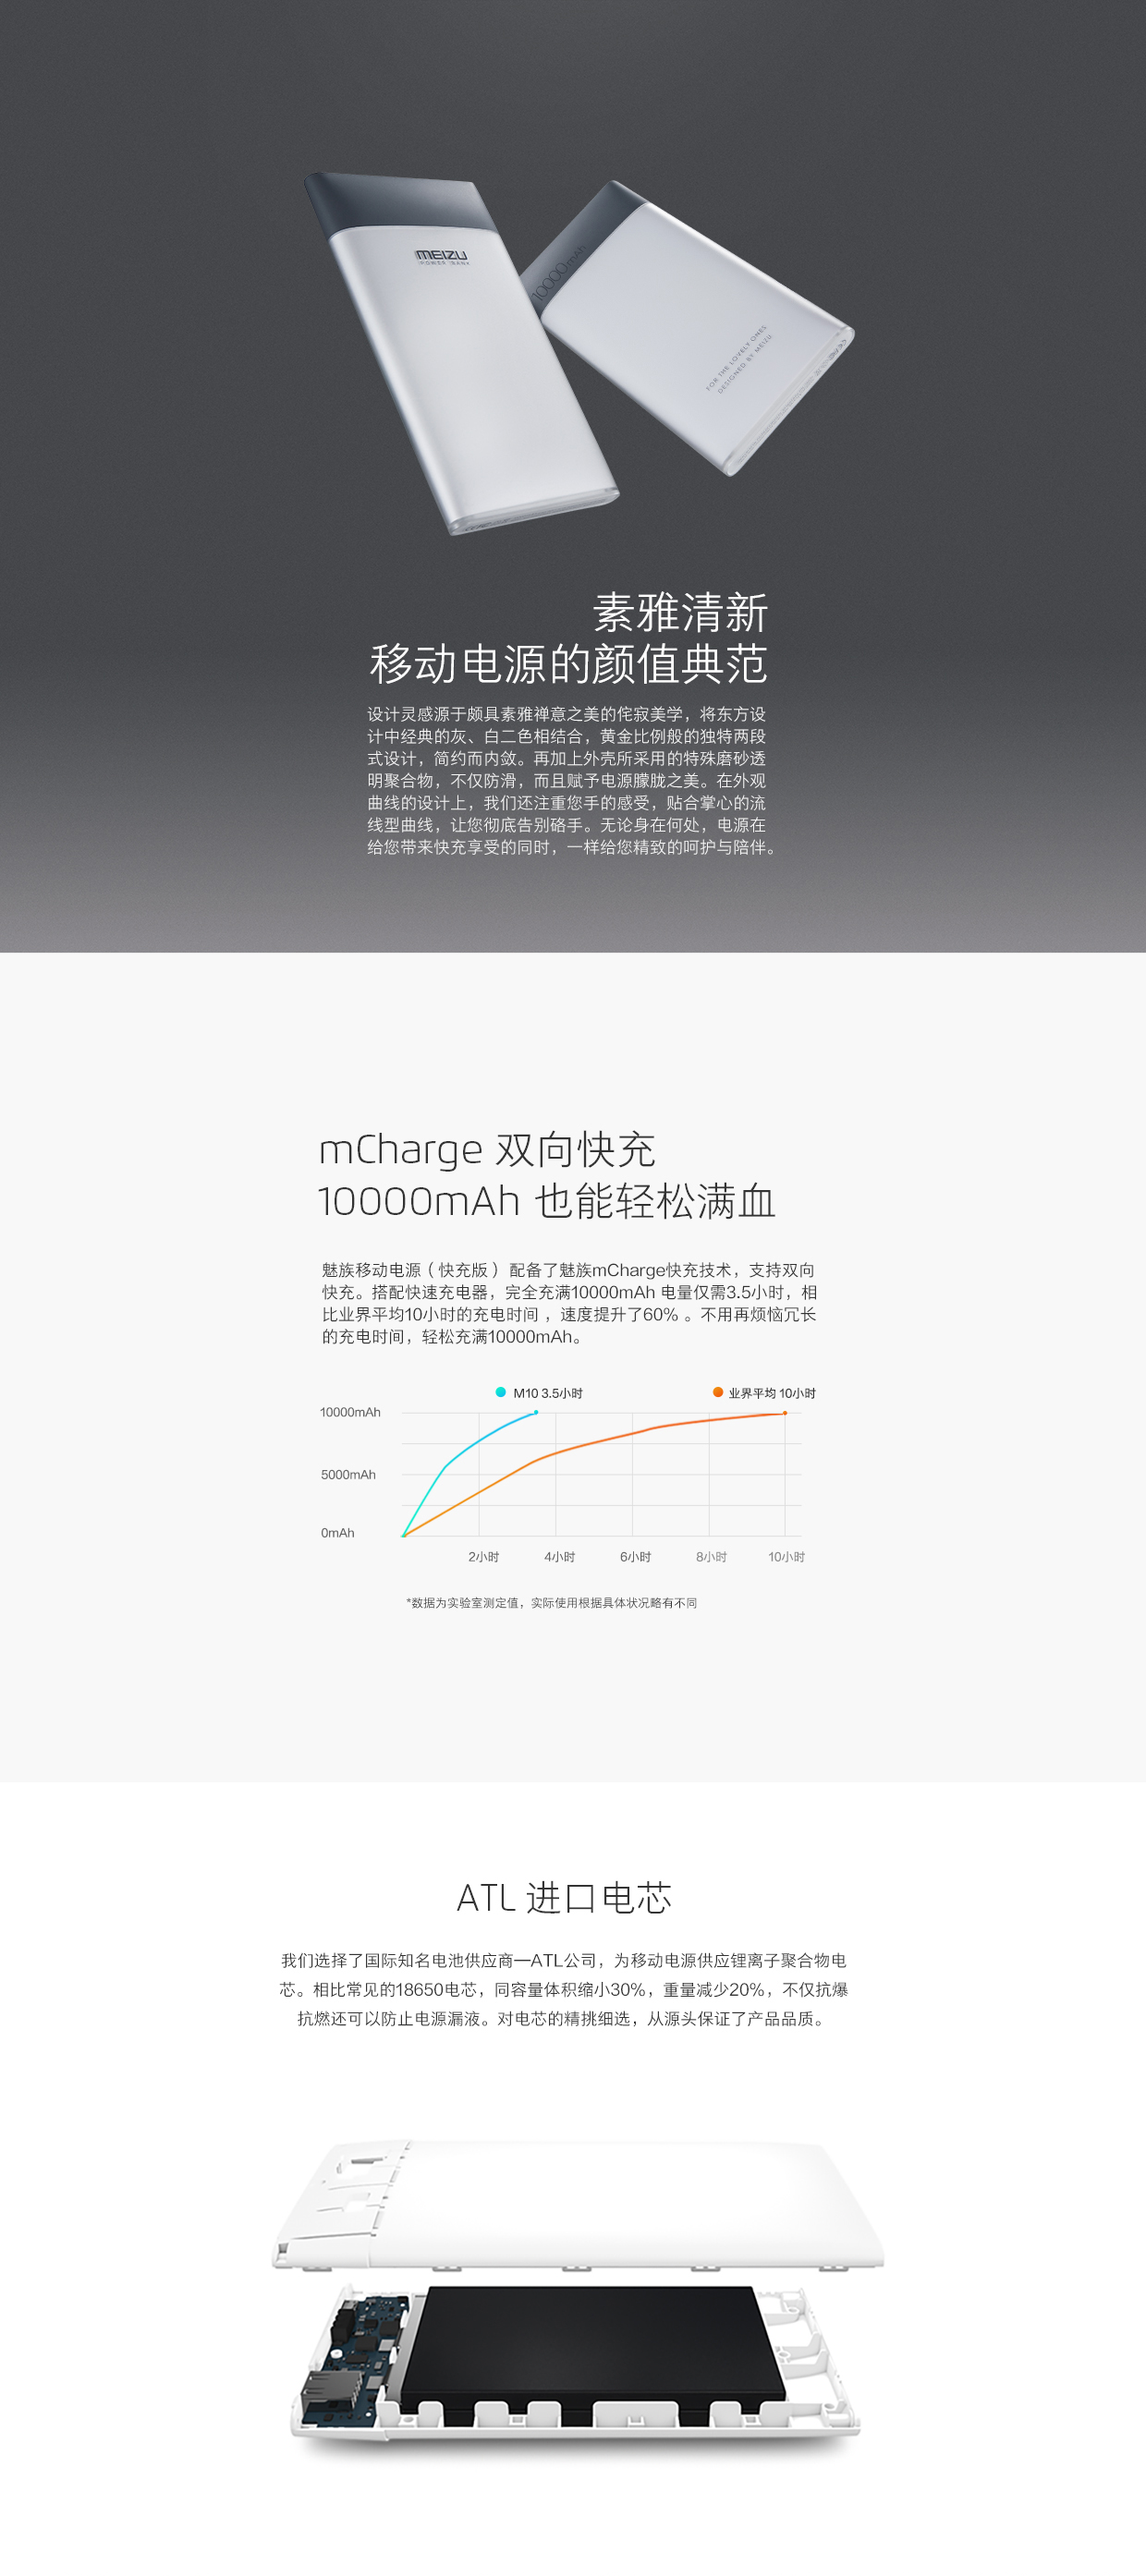 MEIZU
POWER BANK
10000mAh
FOR THE LOVELY ONES
DESIGNED BY MEIZU
素雅清新
移动电源的颜值典范
设计灵感源于颇具素雅禅意之美的侘寂美学，将东方设
计中经典的灰、白二色相结合，黄金比例般的独特两段
式设计，简约而内敛。再加上外壳所采用的特殊磨砂透
明聚合物，不仅防滑，而且赋予电源朦胧之美。在外观
曲线的设计上，我们还注重您手的感受，贴合掌心的流
线型曲线，让您彻底告别硌手。无论身在何处，电源在
给您带来快充享受的同时，一样给您精致的呵护与陪伴。
mCharge 双向快充
10000mAh 也能轻松满血
魅族移动电源（快充版） 配备了魅族mCharge快充技术，支持双向
快充。搭配快速充电器，完全充满10000mAh 电量仅需3.5小时，相
比业界平均10小时的充电时间 ，速度提升了60% 。不用再烦恼冗长
的充电时间，轻松充满10000mAh。
M10 3.5小时 业界平均 10小时
10000mAh
5000mAh
0mAh
2小时 4小时 6小时 8小时 10小时
*数据为实验室测定值，实际使用根据具体状况略有不同
ATL 进口电芯
我们选择了国际知名电池供应商—ATL公司，为移动电源供应锂离子聚合物电
芯。相比常见的18650电芯，同容量体积缩小30%，重量减少20%，不仅抗爆
抗燃还可以防止电源漏液。对电芯的精挑细选，从源头保证了产品品质。